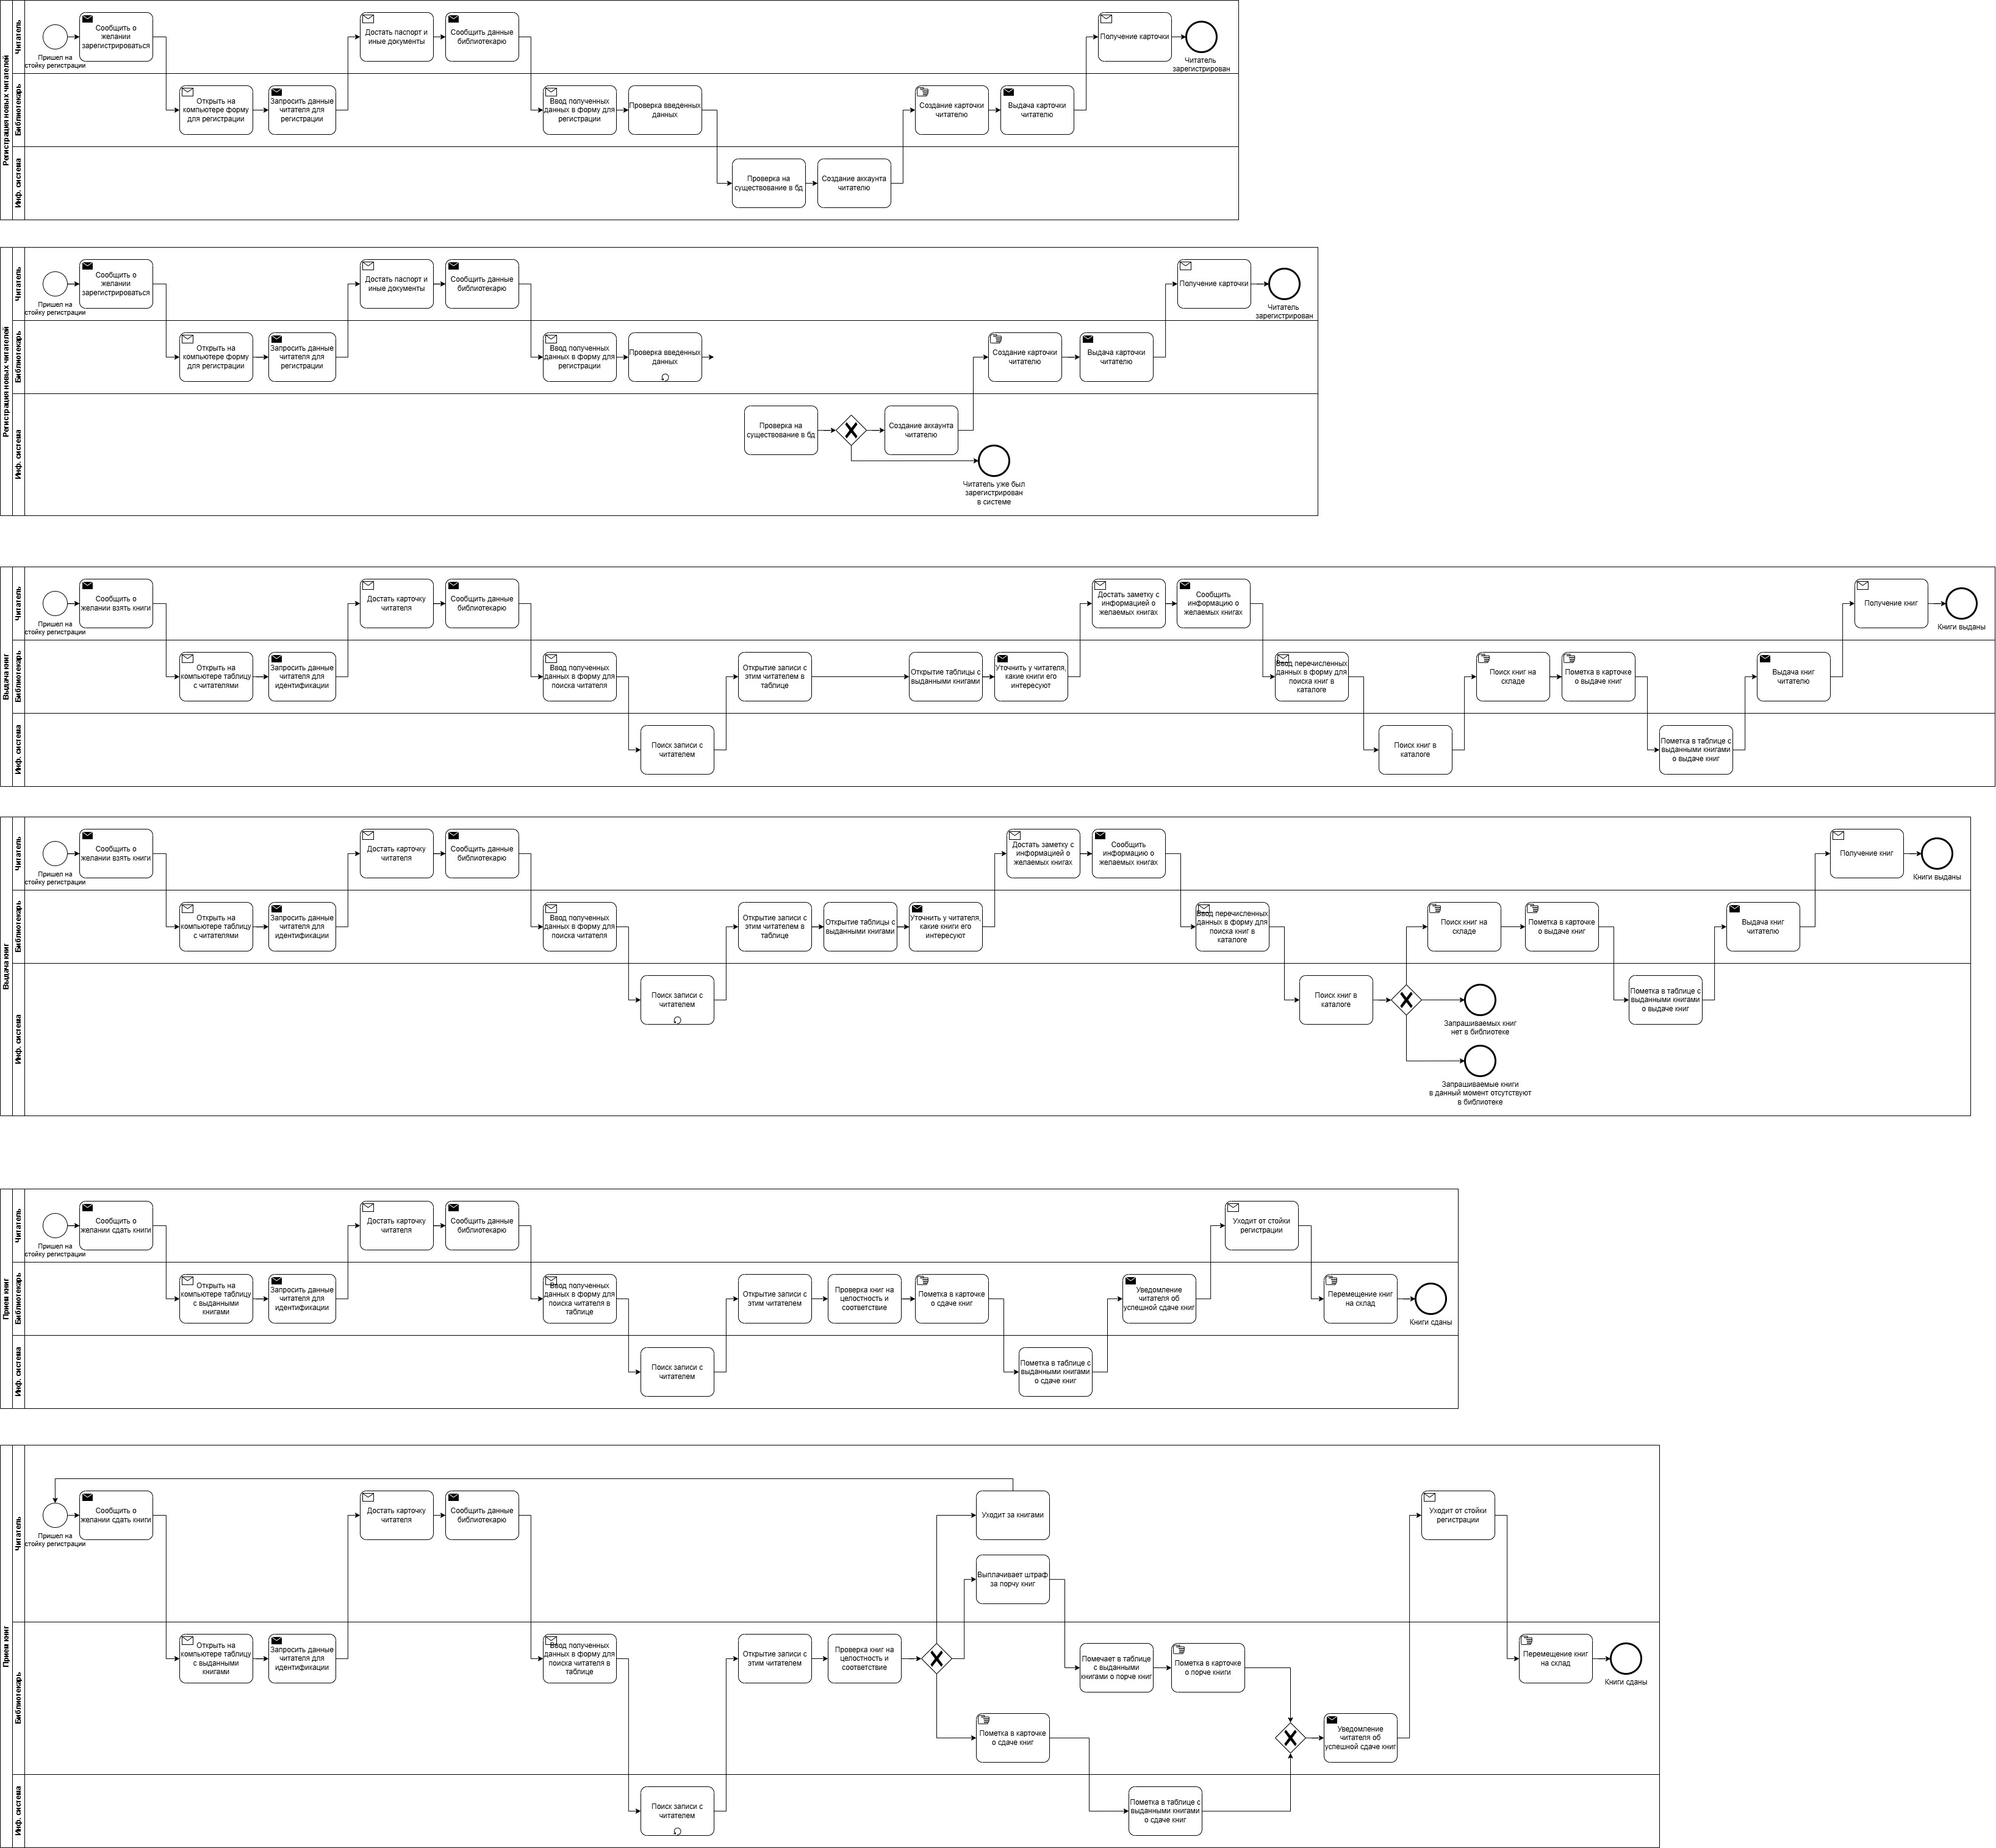 Регистрация новых читателей
Читатель
Пришел на
стойку регистрации
Сообщить о
желании
зарегистрироваться
Достать паспорт и
иные документы
Сообщить данные
библиотекарю
Получение карточки
Читатель
зарегистрирован
Библиотекарь
Открыть на
компьютере форму
для регистрации
Запросить данные
читателя для
регистрации
Ввод полученных
данных в форму для
регистрации
Проверка введенных
данных
Создание карточки
читателю
Выдача карточки
читателю
Инф. система
Проверка на
существование в бд
Создание аккаунта
читателю
Регистрация новых читателей
Читатель
Пришел на
стойку регистрации
Сообщить о
желании
зарегистрироваться
Достать паспорт и
иные документы
Сообщить данные
библиотекарю
Получение карточки
Читатель
зарегистрирован
Библиотекарь
Открыть на
компьютере форму
для регистрации
Запросить данные
читателя для
регистрации
Ввод полученных
данных в форму для
регистрации
Проверка введенных
данных
Создание карточки
читателю
Выдача карточки
читателю
Инф. система
Проверка на
существование в бд
Создание аккаунта
читателю
Читатель уже был
зарегистрирован
в системе
Выдача книг
Читатель
Пришел на
стойку регистрации
Сообщить о
желании взять книги
Достать карточку
читателя
Сообщить данные
библиотекарю
Достать заметку с
информацией о
желаемых книгах
Сообщить
информацию о
желаемых книгах
Получение книг
Книги выданы
Библиотекарь
Открыть на
компьютере таблицу
с читателями
Запросить данные
читателя для
идентификации
Ввод полученных
данных в форму для
поиска читателя
Открытие записи с
этим читателем в
таблице
Открытие таблицы с
выданными книгами
Уточнить у читателя,
какие книги его
интересуют
Ввод перечисленных
данных в форму для
поиска книг в
каталоге
Поиск книг на
складе
Пометка в карточке
о выдаче книг
Выдача книг
читателю
Инф. система
Поиск записи с
читателем
Поиск книг в
каталоге
Пометка в таблице с
выданными книгами
о выдаче книг
Выдача книг
Читатель
Пришел на
стойку регистрации
Сообщить о
желании взять книги
Достать карточку
читателя
Сообщить данные
библиотекарю
Достать заметку с
информацией о
желаемых книгах
Сообщить
информацию о
желаемых книгах
Получение книг
Книги выданы
Библиотекарь
Открыть на
компьютере таблицу
с читателями
Запросить данные
читателя для
идентификации
Ввод полученных
данных в форму для
поиска читателя
Открытие записи с
этим читателем в
таблице
Открытие таблицы с
выданными книгами
Уточнить у читателя,
какие книги его
интересуют
Ввод перечисленных
данных в форму для
поиска книг в
каталоге
Поиск книг на
складе
Пометка в карточке
о выдаче книг
Выдача книг
читателю
Инф. система
Поиск записи с
читателем
Поиск книг в
каталоге
Запрашиваемых книг
нет в библиотеке
Запрашиваемые книги
в данный момент отсутствуют
в библиотеке
Пометка в таблице с
выданными книгами
о выдаче книг
Прием книг
Читатель
Пришел на
стойку регистрации
Сообщить о
желании сдать книги
Достать карточку
читателя
Сообщить данные
библиотекарю
Уходит от стойки
регистрации
Библиотекарь
Открыть на
компьютере таблицу
с выданными
книгами
Запросить данные
читателя для
идентификации
Ввод полученных
данных в форму для
поиска читателя в
таблице
Открытие записи с
этим читателем
Проверка книг на
целостность и
соответствие
Пометка в карточке
о сдаче книг
Уведомление
читателя об
успешной сдаче книг
Перемещение книг
на склад
Книги сданы
Инф. система
Поиск записи с
читателем
Пометка в таблице с
выданными книгами
о сдаче книг
Прием книг
Читатель
Пришел на
стойку регистрации
Сообщить о
желании сдать книги
Достать карточку
читателя
Сообщить данные
библиотекарю
Уходит за книгами
Выплачивает штраф
за порчу книг
Уходит от стойки
регистрации
Библиотекарь
Открыть на
компьютере таблицу
с выданными
книгами
Запросить данные
читателя для
идентификации
Ввод полученных
данных в форму для
поиска читателя в
таблице
Открытие записи с
этим читателем
Проверка книг на
целостность и
соответствие
Помечает в таблице
с выданными
книгами о порче книг
Пометка в карточке
о порче книги
Пометка в карточке
о сдаче книг
Уведомление
читателя об
успешной сдаче книг
Перемещение книг
на склад
Книги сданы
Инф. система
Поиск записи с
читателем
Пометка в таблице с
выданными книгами
о сдаче книг